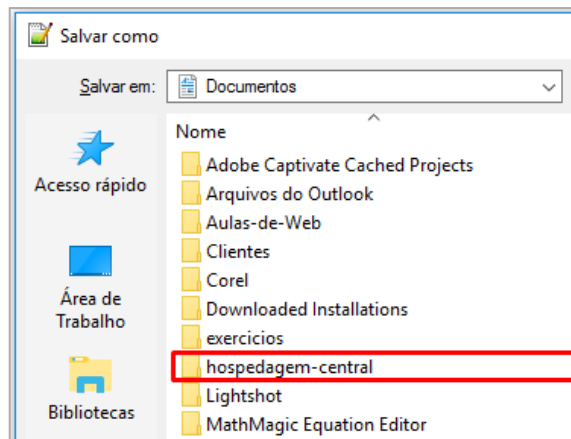 Salvar como
Salvar em:
Documentos
Acesso rápido
Área de
Trabalho
Bibliotecas
Nome
Adobe Captivate Cached Projects
Arquivos do Outlook
Aulas-de-Web
Clientes
Corel
Downloaded Installations
exercicios
hospedagem-central
Lightshot
MathMagic Equation Editor